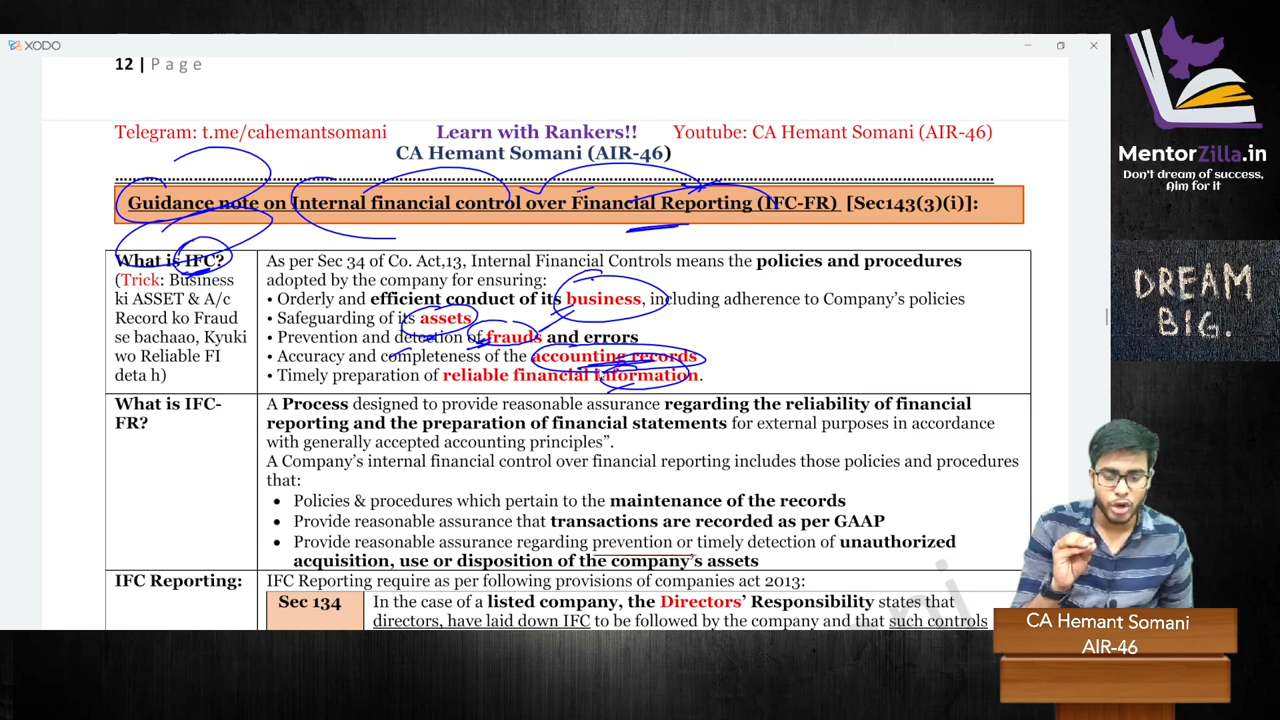 XODO
12 | Page
Telegram: t.me/cahemantsomani Learn with Rankers!! Youtube: CA Hemant Somani (AIR-46)
CA Hemant Somani (AIR-46)
Guidance note on Internal financial control over Financial Reporting (IFC-FR) [Sec143(3)(i)]:
What is IFC?
(Trick: Business
ki ASSET & A/c
Record ko Fraud
se bachaao, Kyuki
wo Reliable FI
deta h)
As per Sec 34 of Co. Act,13, Internal Financial Controls means the policies and procedures
adopted by the company for ensuring:
• Orderly and efficient conduct of its business, including adherence to Company's policies
• Safeguarding of its assets
• Prevention and detection of frauds and errors
• Accuracy and completeness of the accounting records
• Timely preparation of reliable financial information.
What is IFC-
FR?
A Process designed to provide reasonable assurance regarding the reliability of financial
reporting and the preparation of financial statements for external purposes in accordance
with generally accepted accounting principles”.
A Company's internal financial control over financial reporting includes those policies and procedures
that:
• Policies & procedures which pertain to the maintenance of the records
• Provide reasonable assurance that transactions are recorded as per GAAP
• Provide reasonable assurance regarding prevention or timely detection of unauthorized
acquisition, use or disposition of the company's assets
IFC Reporting:
IFC Reporting require as per following provisions of companies act 2013:
Sec 134
In the case of a listed company, the Directors' Responsibility states that
directors, have laid down IFC to be followed by the company and that such controls
MentorZilla.in
Don't dream of success,
Aim for it
DREAM
BIG.
CA Hemant Somani
AIR-46